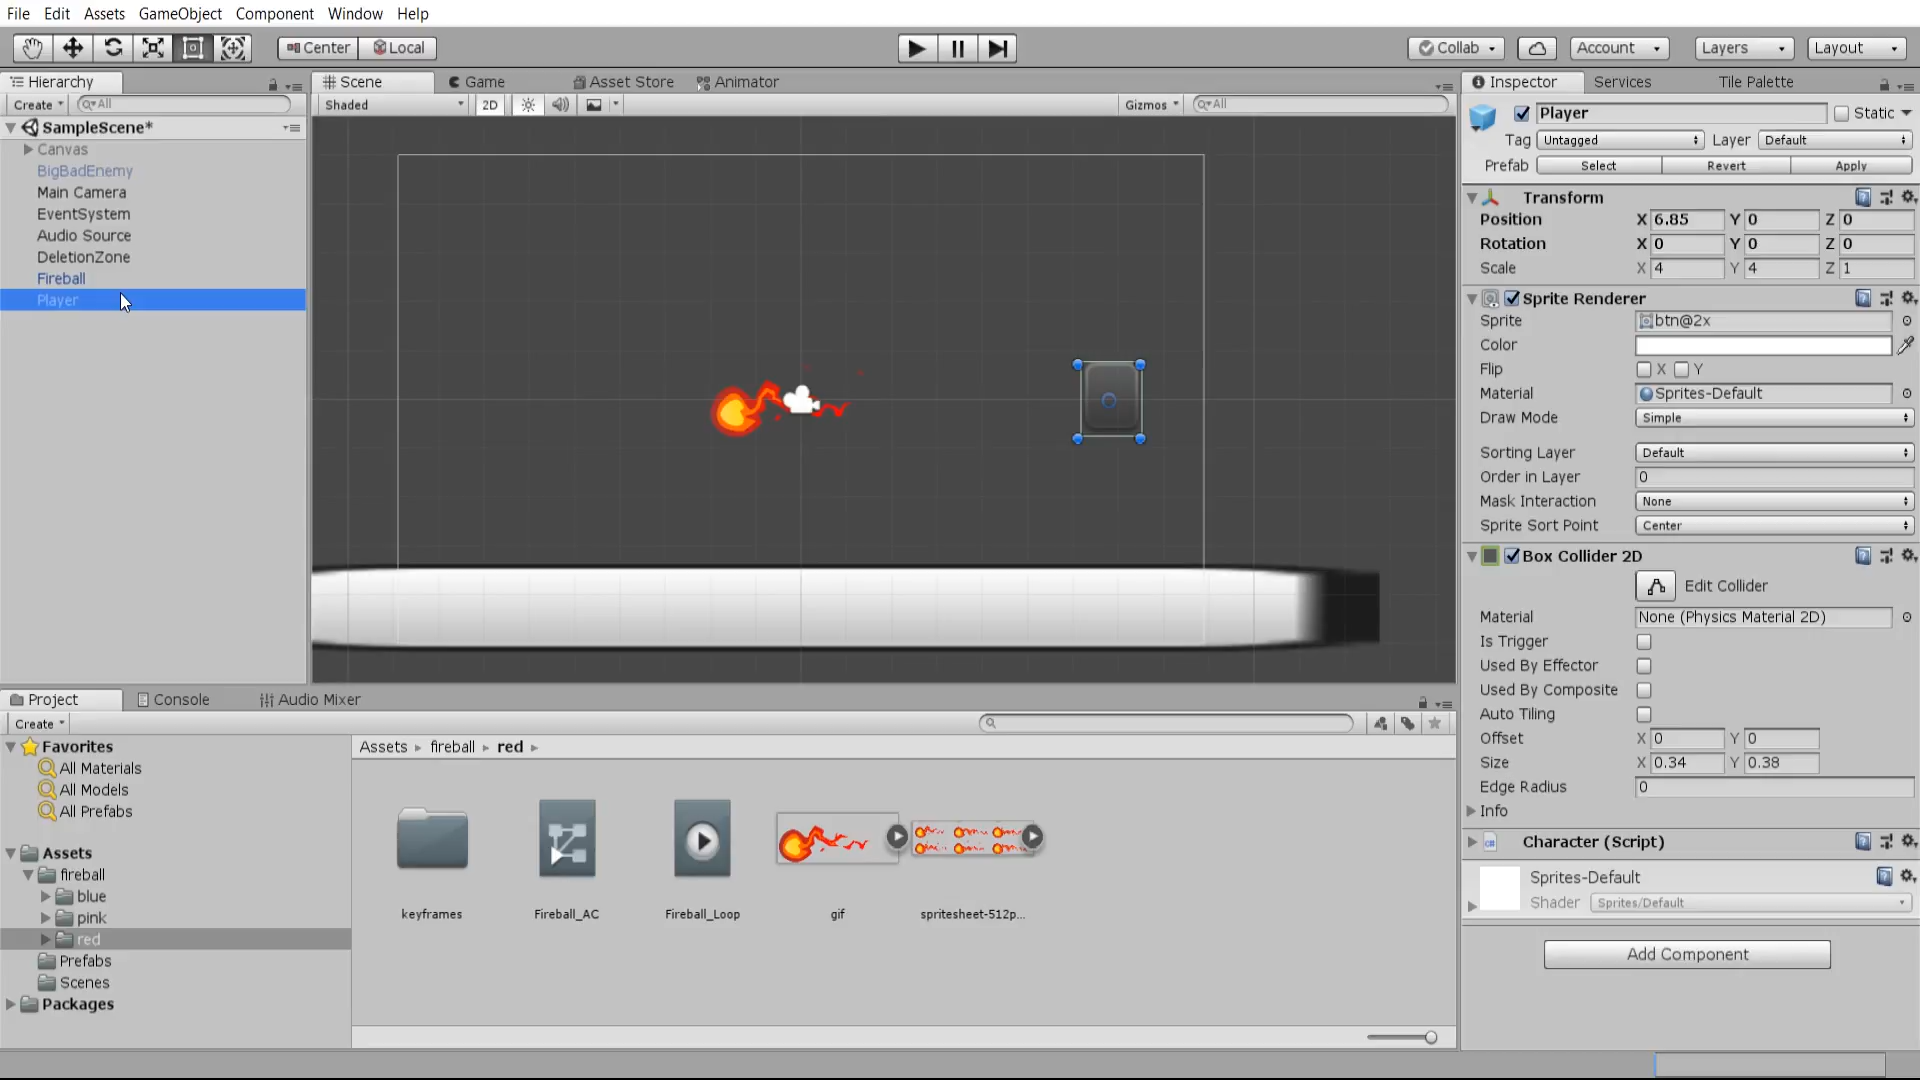 File Edit Assets GameObject Component Window Help
Center Local Collab Account Layers Layout
Hierarchy
Create All
SampleScene*
Canvas
BigBadEnemy
Main Camera
EventSystem
Audio Source
DeletionZone
Fireball
Player
Scene Game Asset Store Animator
Shaded 2D Gizmos All
Inspector Services Tile Palette
Player Static
Tag Untagged Layer Default
Prefab Select Revert Apply
Transform
Position X 6.85 Y 0 Z 0
Rotation X 0 Y 0 Z 0
Scale X 4 Y 4 Z 1
Sprite Renderer
Sprite btn@2x
Color
Flip X Y
Material Sprites-Default
Draw Mode Simple
Sorting Layer Default
Order in Layer 0
Mask Interaction None
Sprite Sort Point Center
Box Collider 2D
Edit Collider
Material None (Physics Material 2D)
Is Trigger
Used By Effector
Used By Composite
Auto Tiling
Offset X 0 Y 0
Size X 0.34 Y 0.38
Edge Radius 0
Info
Character (Script)
Sprites-Default
Shader Sprites/Default
Add Component
Project Console Audio Mixer
Create
Favorites
All Materials
All Models
All Prefabs
Assets
fireball
blue
pink
red
Prefabs
Scenes
Packages
Assets fireball red
keyframes Fireball_AC Fireball_Loop gif spritesheet-512p...